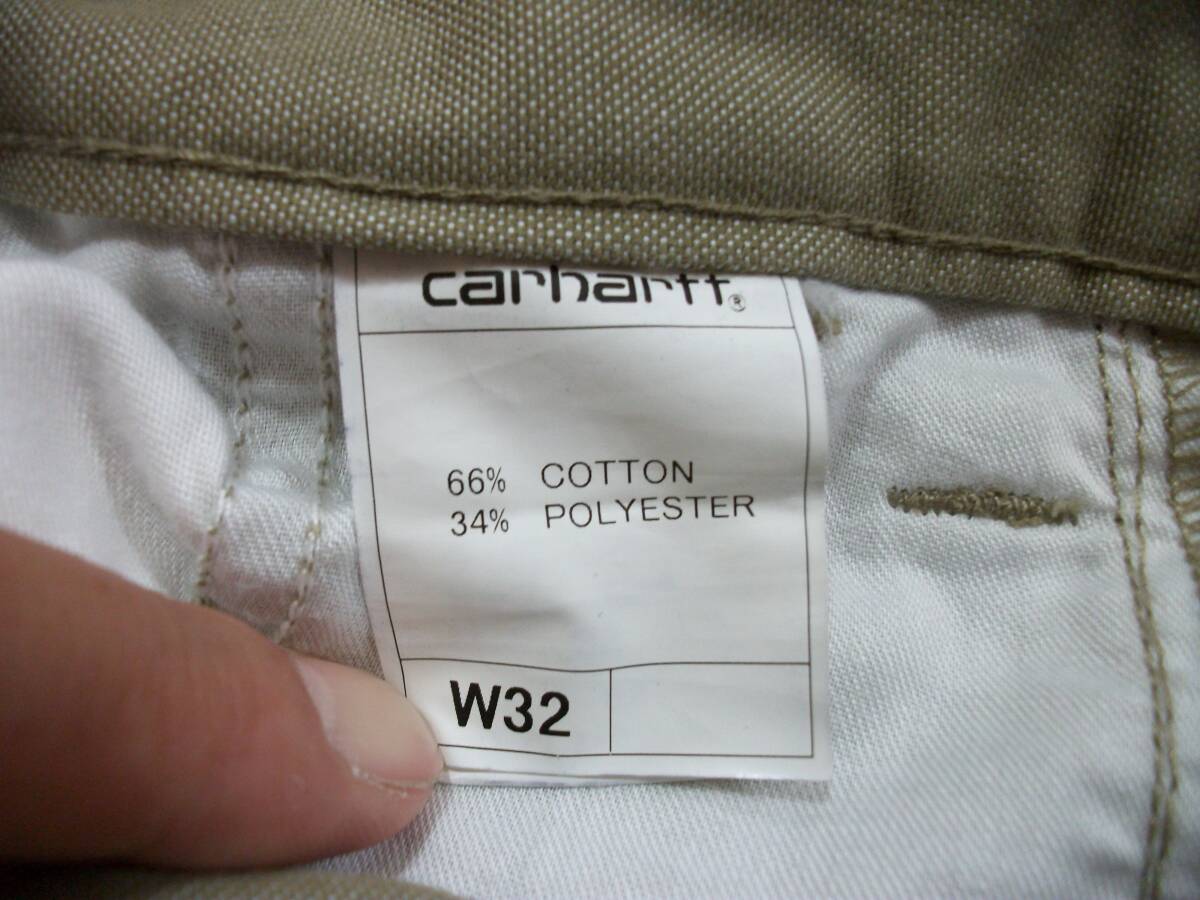 carhartt®
66% COTTON
34% POLYESTER
W32